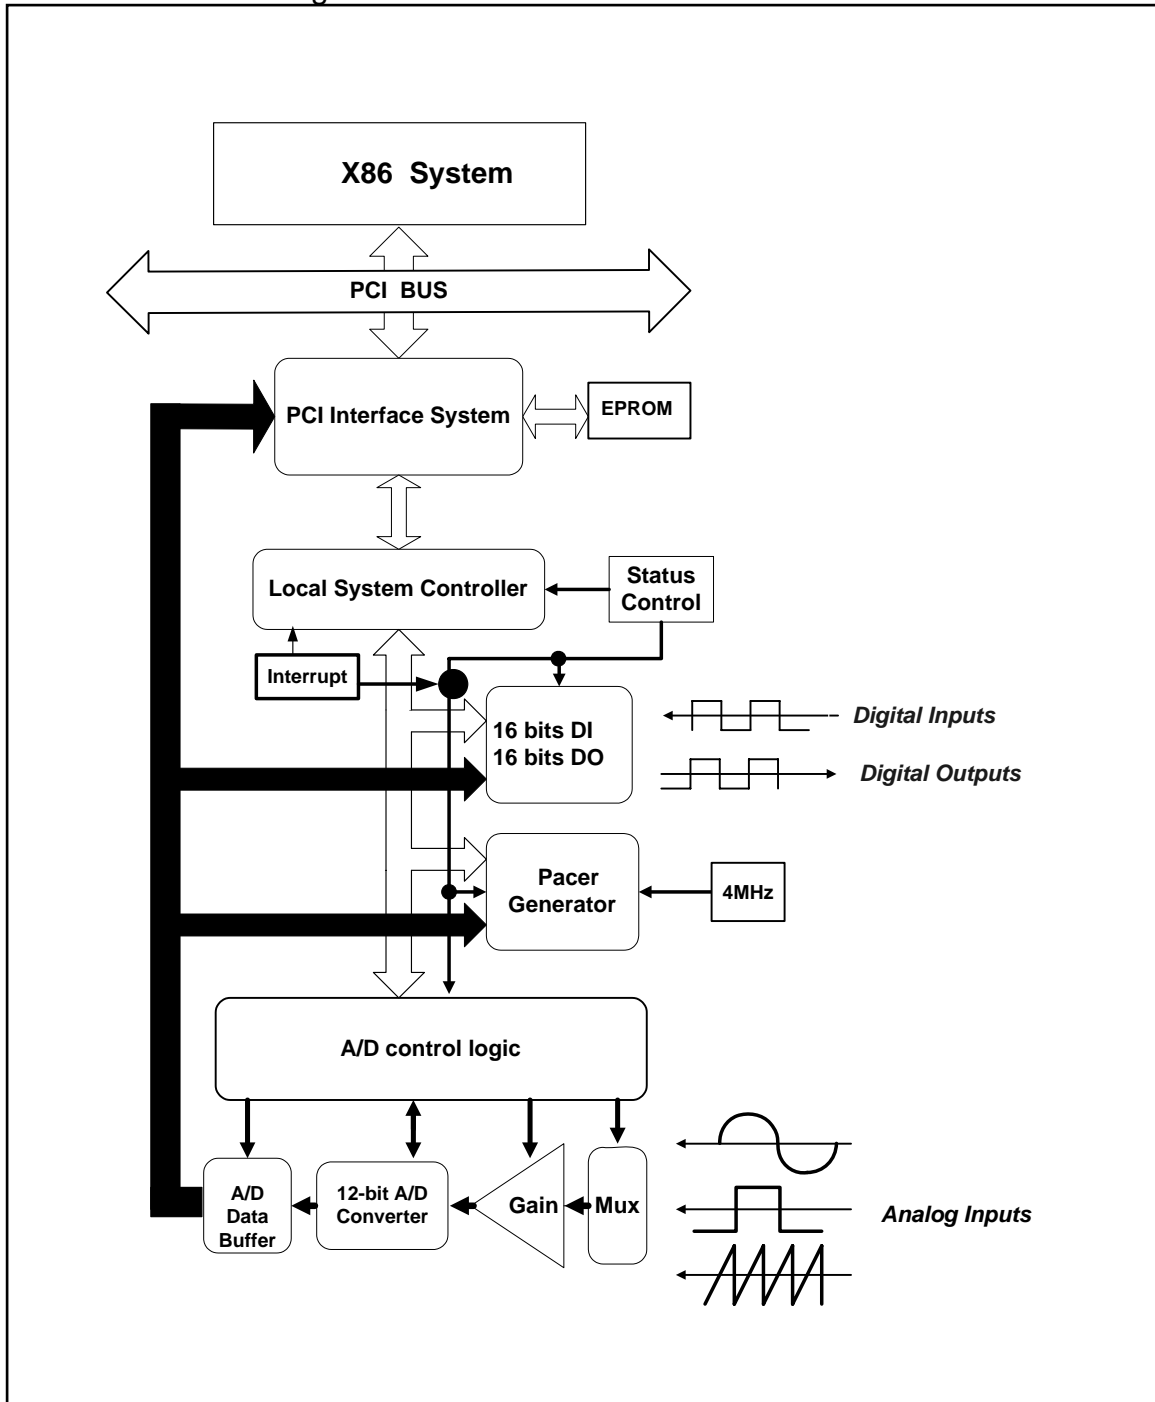 X86 System
PCI BUS
PCI Interface System
EPROM
Local System Controller
Status
Control
Interrupt
16 bits DI
16 bits DO
Digital Inputs
Digital Outputs
Pacer
Generator
4MHz
A/D control logic
A/D
Data
Buffer
12-bit A/D
Converter
Gain
Mux
Analog Inputs